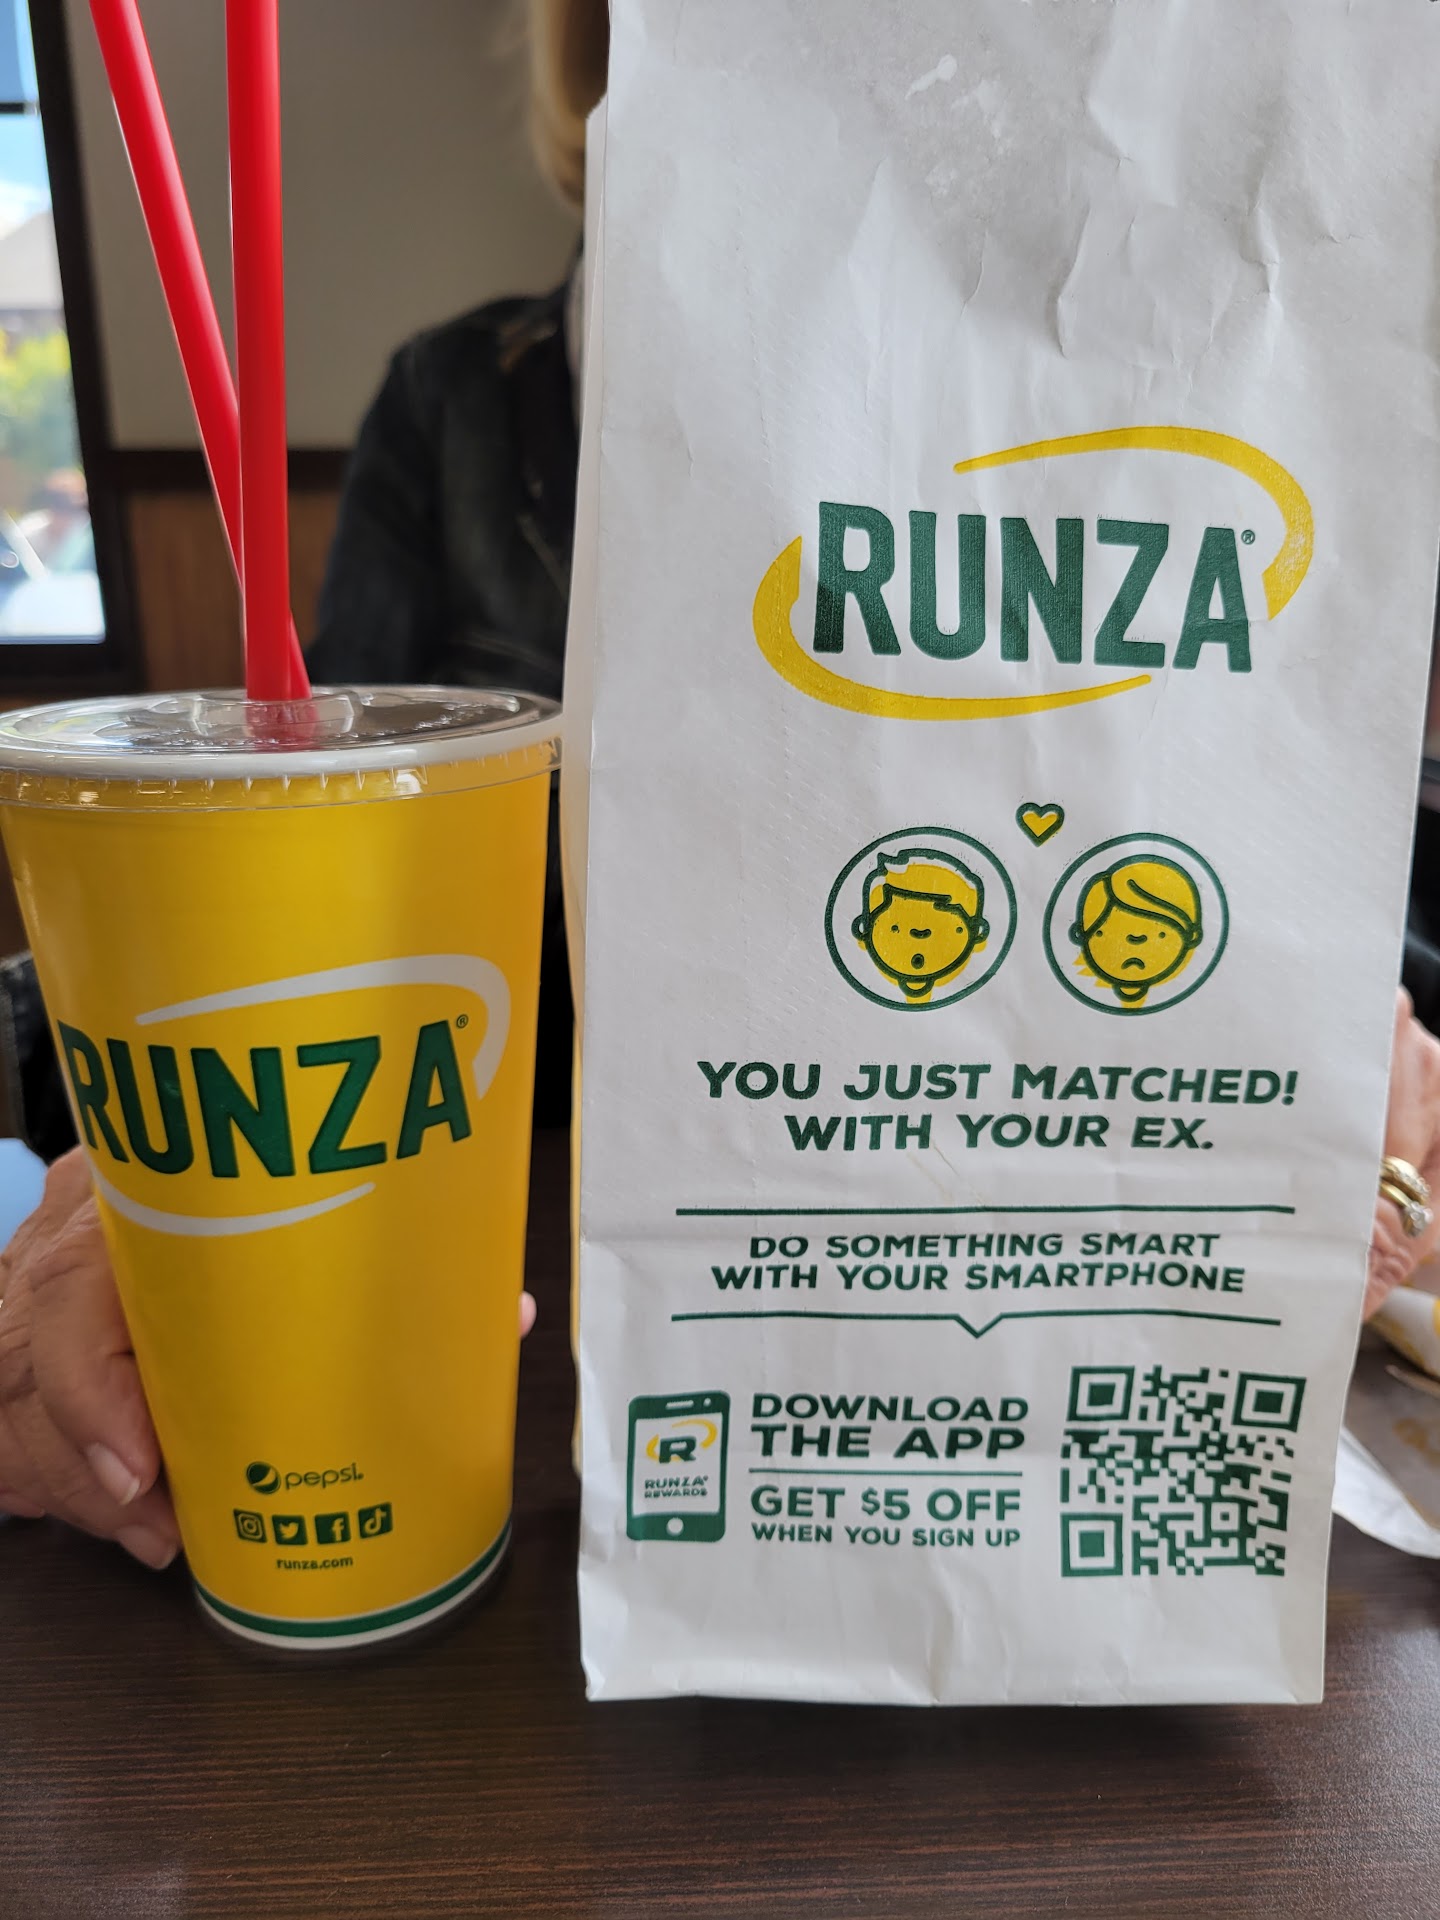 RUNZA®
YOU JUST MATCHED!
WITH YOUR EX.
DO SOMETHING SMART
WITH YOUR SMARTPHONE
R
RUNZA®
REWARDS
DOWNLOAD
THE APP
GET $5 OFF
WHEN YOU SIGN UP
RUNZA®
pepsi
runza.com